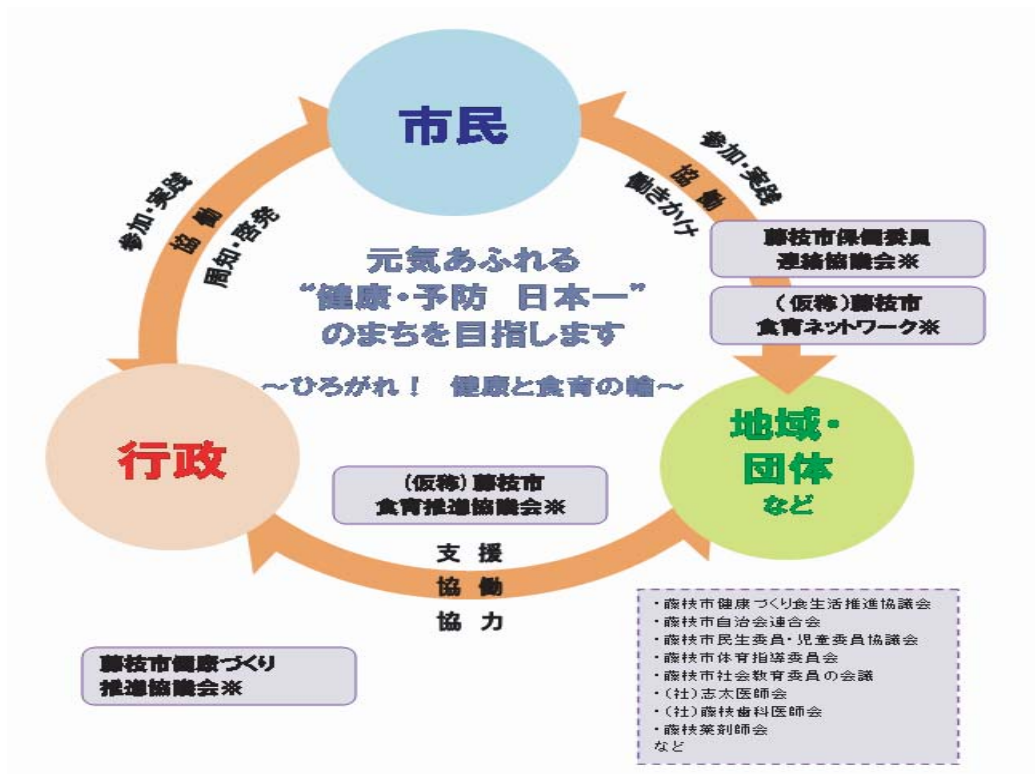 市民
参加・実践
協働
周知・啓発
参加・実践
協働
働きかけ
藤枝市保健委員
連絡協議会※
(仮称)藤枝市
食育ネットワーク※
元気あふれる
“健康・予防　日本一”
のまちを目指します
～ひろがれ！　健康と食育の輪～
行政
地域・
団体
など
(仮称)藤枝市
食育推進協議会※
支 援
協 働
協 力
藤枝市健康づくり
推進協議会※
・藤枝市健康づくり食生活推進協議会
・藤枝市自治会連合会
・藤枝市民生委員・児童委員協議会
・藤枝市体育指導委員会
・藤枝市社会教育委員の会議
・(社)志太医師会
・(社)藤枝歯科医師会
・藤枝薬剤師会
など